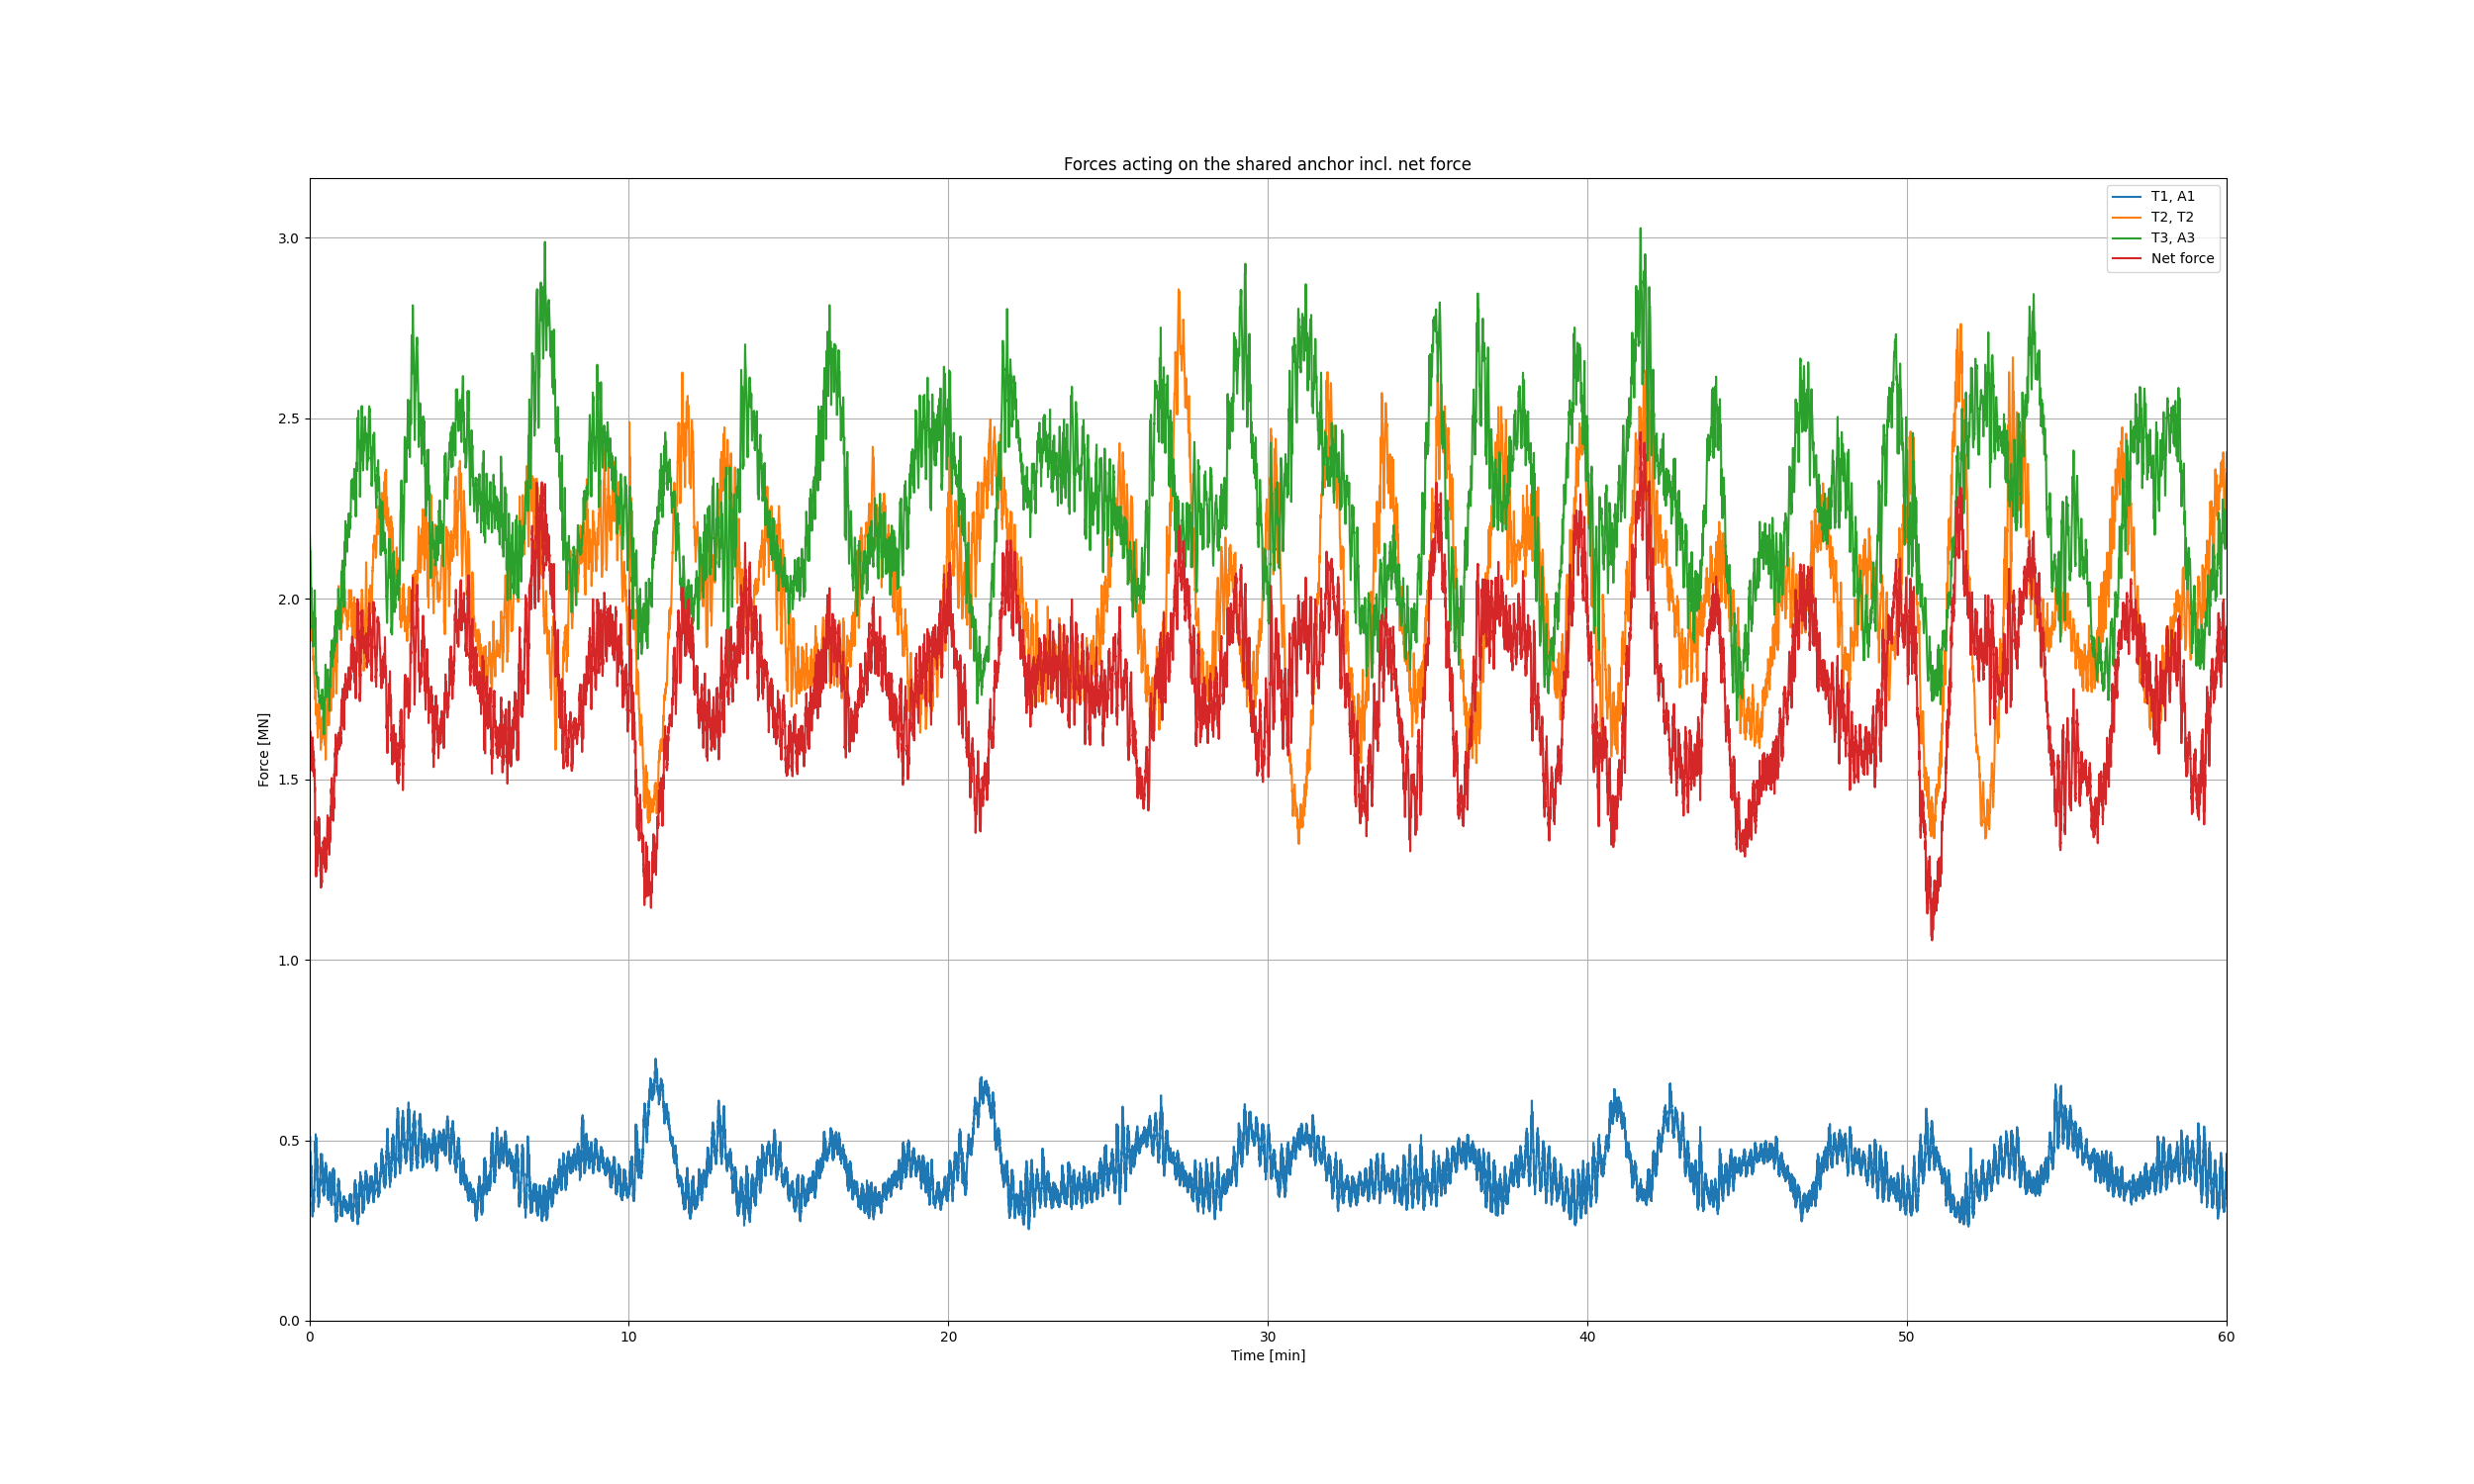 Forces acting on the shared anchor incl. net force
T1, A1
T2, T2
T3, A3
Net force
Force [MN]
3.0
2.5
2.0
1.5
1.0
0.5
0.0
0 10 20 30 40 50 60
Time [min]